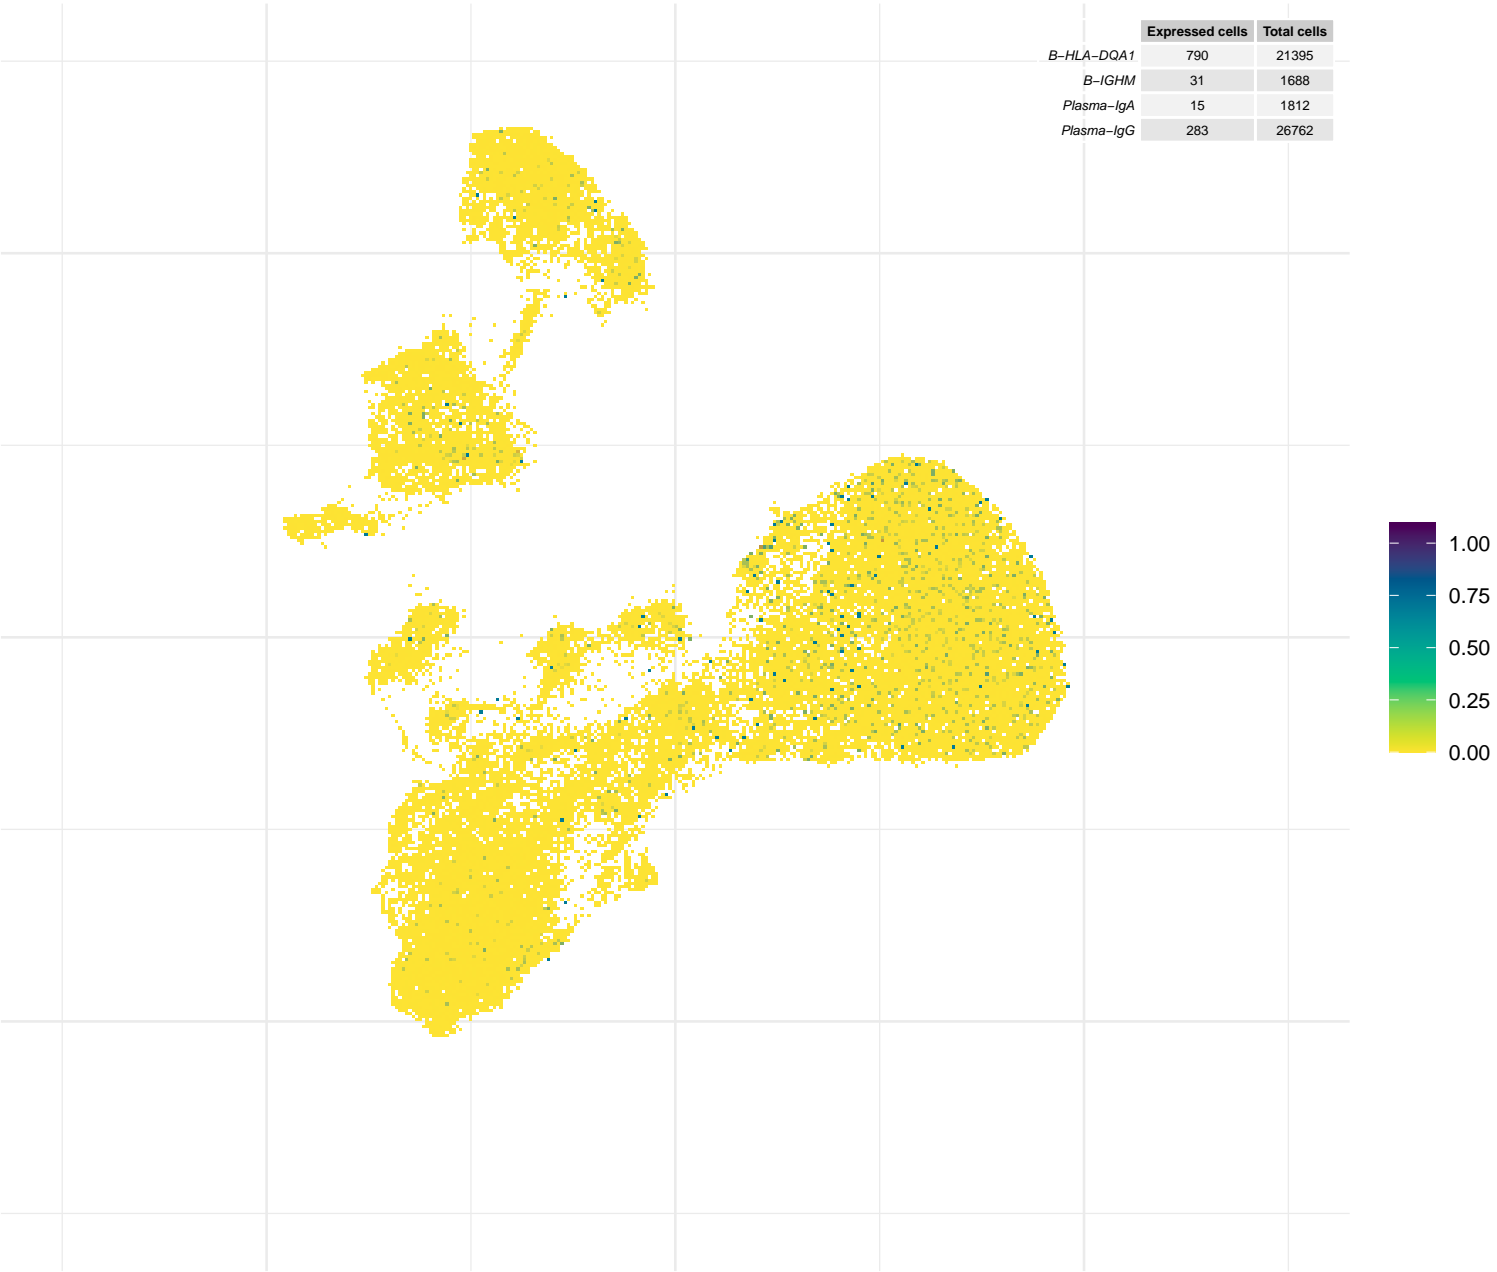 Expressed cells Total cells
B−HLA−DQA1 790 21395
B−IGHM 31 1688
Plasma−IgA 15 1812
Plasma−IgG 283 26762
1.00
0.75
0.50
0.25
0.00